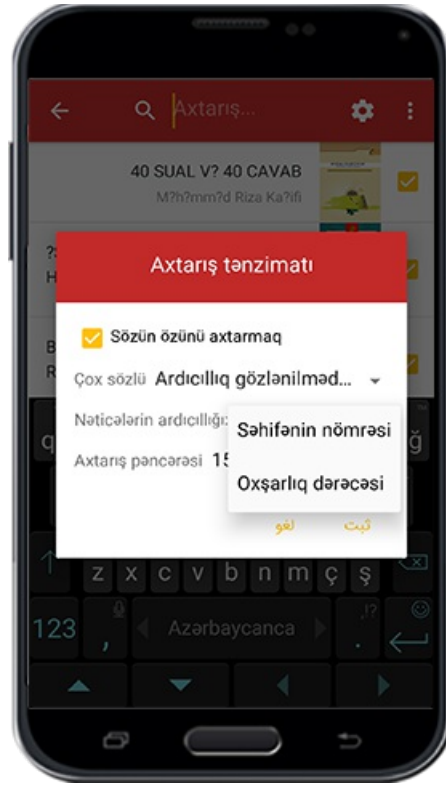 Axtarış...
40 SUAL V? 40 CAVAB
M?h?mm?d Riza Ka?ifi
?
H
Axtarış tənzimatı
Sözün özünü axtarmaq
B
R
Çox sözlü Ardıcıllıq gözlənilməd...
Nəticələrin ardıcıllığı:
Səhifənin nömrəsi
Axtarış pəncərəsi 15
Oxşarlıq dərəcəsi
لغو ثبت
q ğ
z x c v b n m ç ş
123 , Azərbaycanca . ,!?